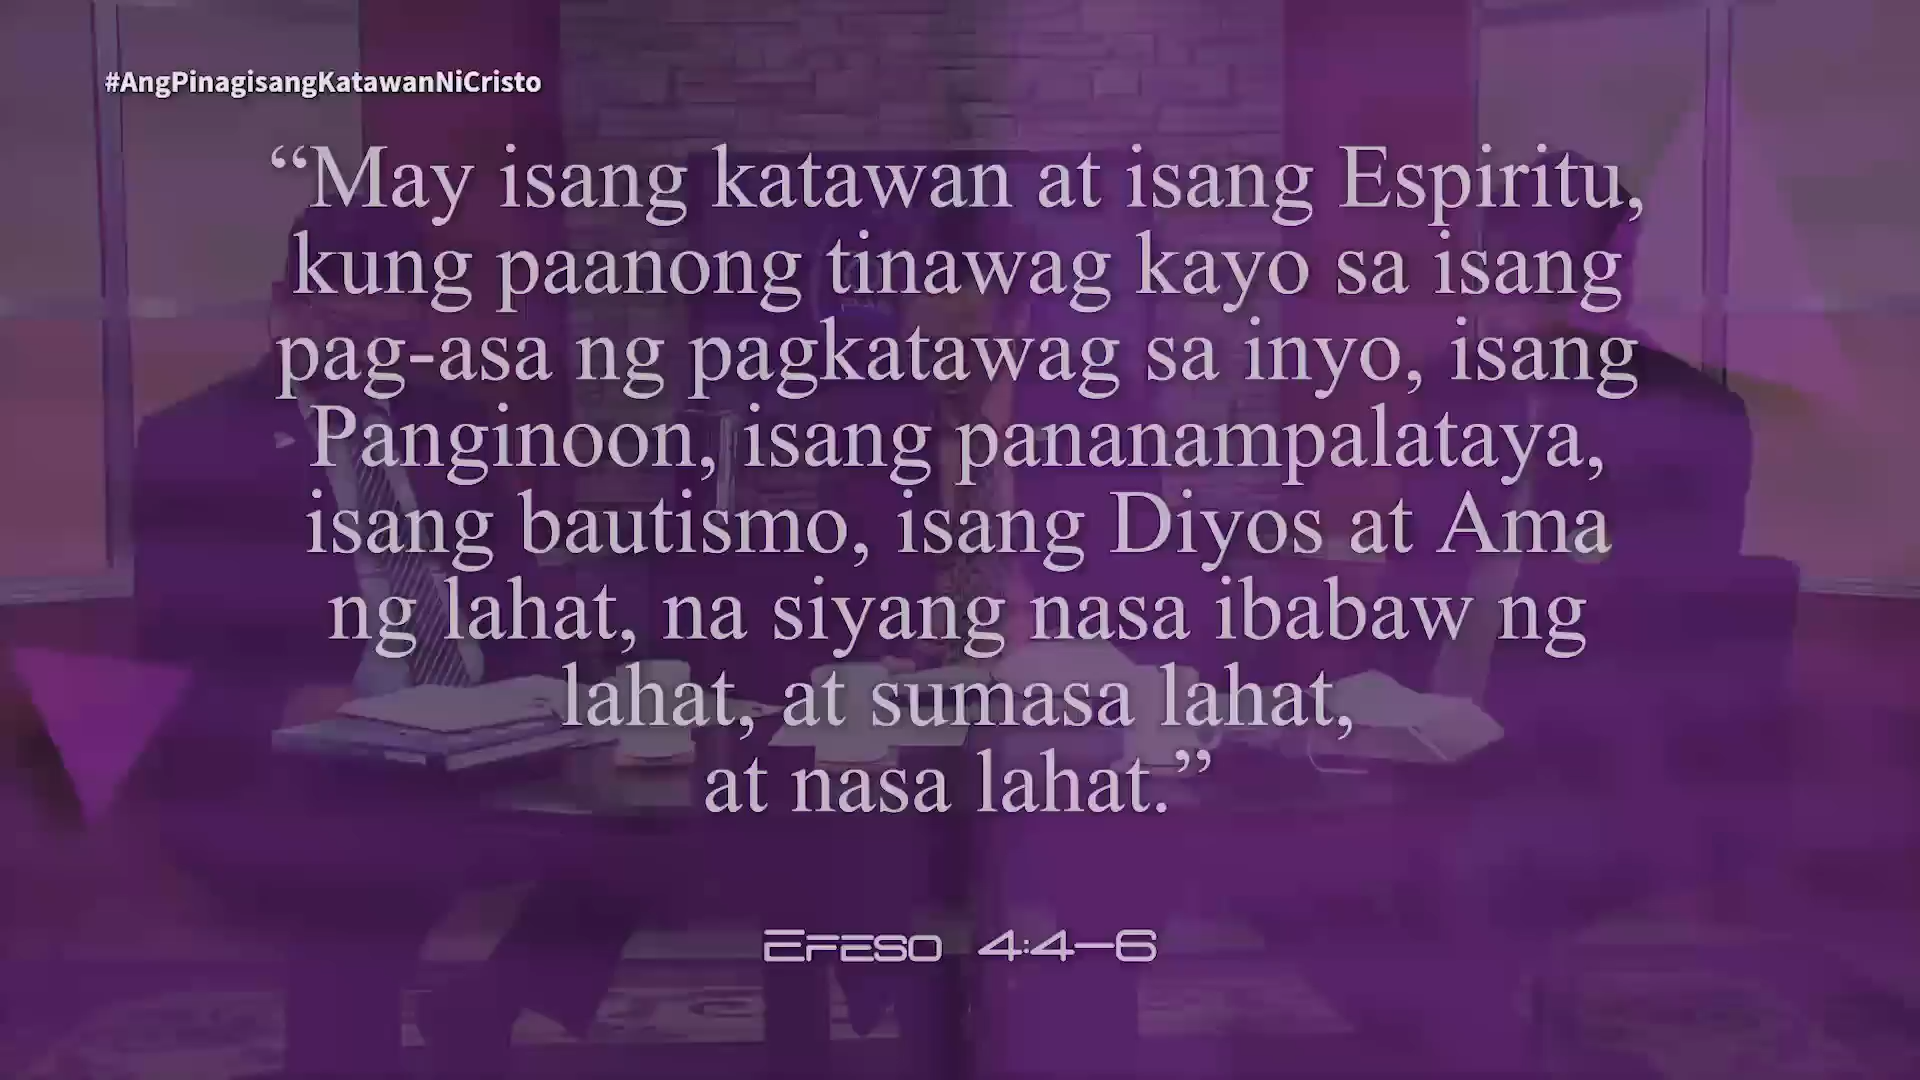 #AngPinagisangKatawanNiCristo
“May isang katawan at isang Espiritu,
kung paanong tinawag kayo sa isang
pag-asa ng pagkatawag sa inyo, isang
Panginoon, isang pananampalataya,
isang bautismo, isang Diyos at Ama
ng lahat, na siyang nasa ibabaw ng
lahat, at sumasa lahat,
at nasa lahat.”
EFESO 4:4–6